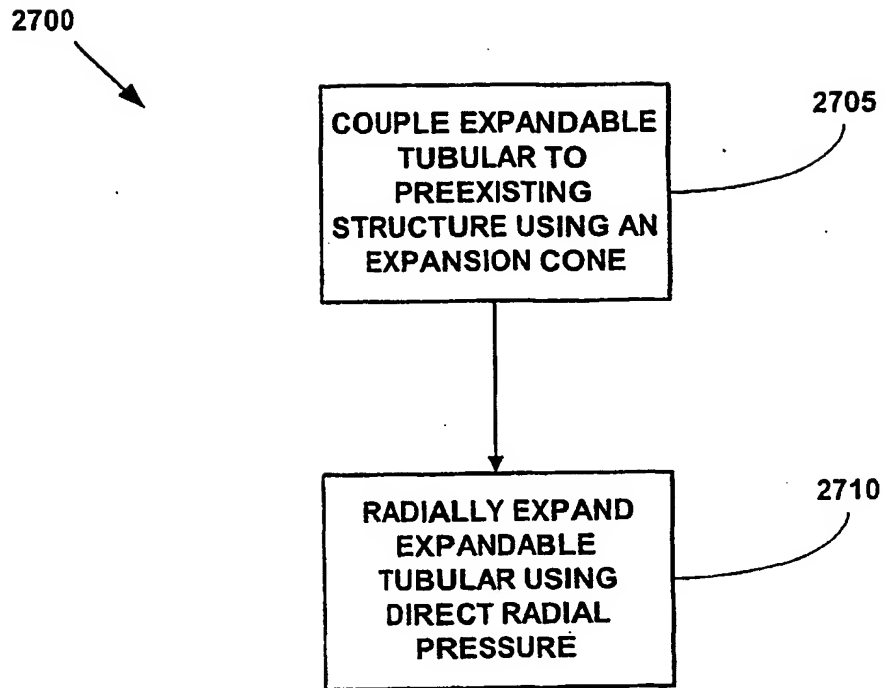 2700
2705
COUPLE EXPANDABLE
TUBULAR TO
PREEXISTING
STRUCTURE USING AN
EXPANSION CONE
2710
RADIALLY EXPAND
EXPANDABLE
TUBULAR USING
DIRECT RADIAL
PRESSURE